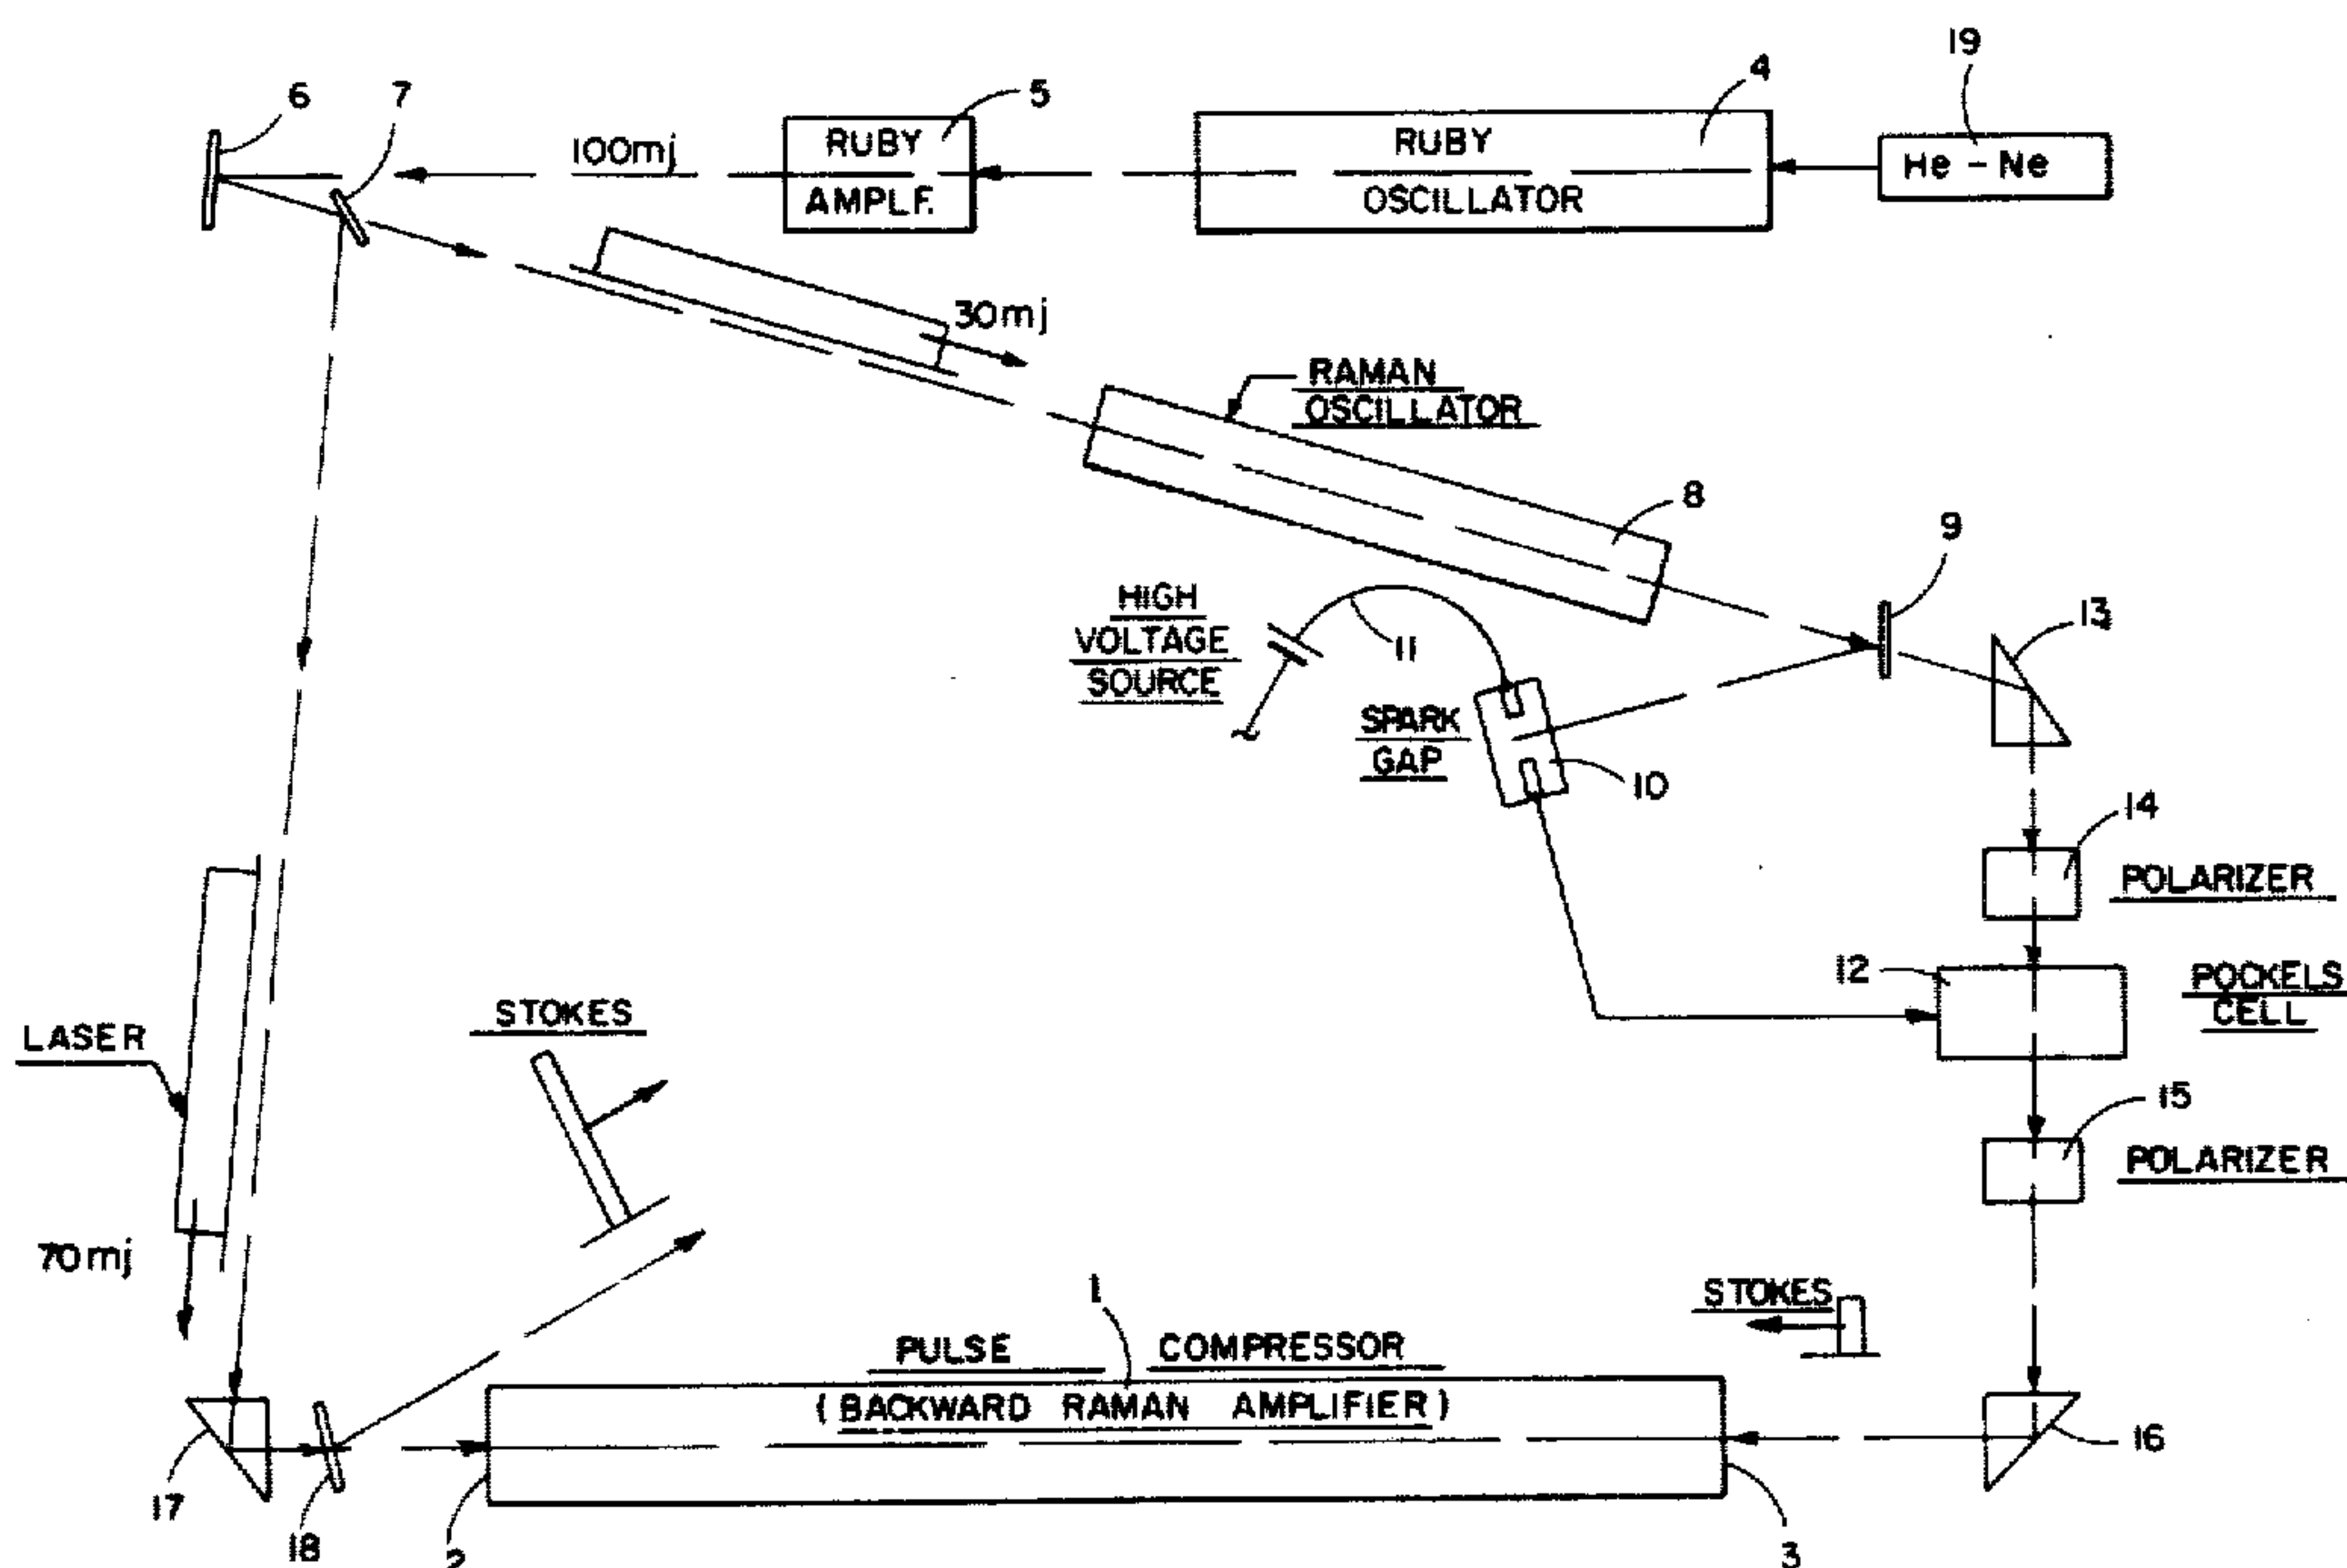 19
4
6
7
5
RUBY
AMPLF.
100mj
RUBY
OSCILLATOR
He - Ne
30mj
RAMAN
OSCILLATOR
8
9
13
HIGH
VOLTAGE
SOURCE
11
SPARK
GAP
10
14
POLARIZER
12
POCKELS
CELL
15
POLARIZER
LASER
STOKES
70mj
1
STOKES
PULSE COMPRESSOR
(BACKWARD RAMAN AMPLIFIER)
17
18
2
3
16